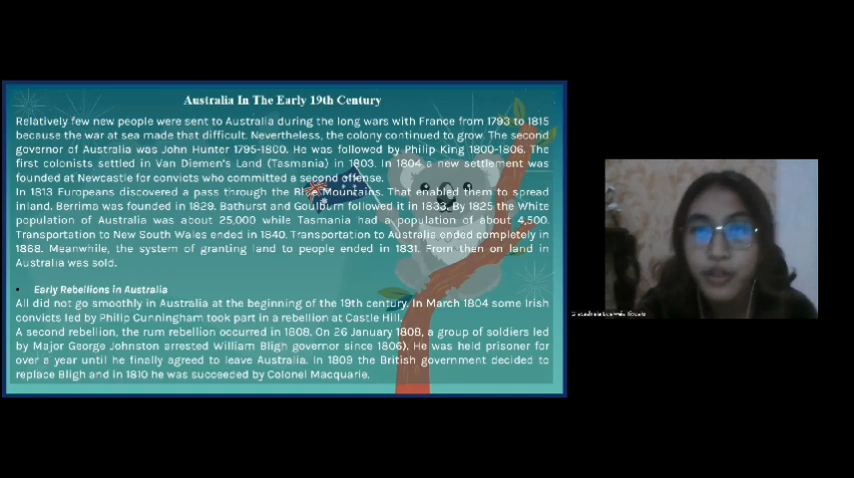 Australia In The Early 19th Century
Relatively few new people were sent to Australia during the long wars with France from 1793 to 1815
because the war at sea made that difficult. Nevertheless, the colony continued to grow. The second
governor of Australia was John Hunter 1795-1800. He was followed by Philip King 1800-1806. The
first colonists settled in Van Diemen's Land (Tasmania) in 1803. In 1804 a new settlement was
founded at Newcastle for convicts who committed a second offense.
In 1813 Europeans discovered a pass through the Blue Mountains. That enabled them to spread
inland. Berrima was founded in 1829. Bathurst and Goulburn followed it in 1833. By 1825 the White
population of Australia was about 25,000 while Tasmania had a population of about 4,500.
Transportation to New South Wales ended in 1840. Transportation to Australia ended completely in
1868. Meanwhile, the system of granting land to people ended in 1831. From then on land in
Australia was sold.
• Early Rebellions in Australia
All did not go smoothly in Australia at the beginning of the 19th century. In March 1804 some Irish
convicts led by Philip Cunningham took part in a rebellion at Castle Hill.
A second rebellion, the rum rebellion occurred in 1808. On 26 January 1808, a group of soldiers led
by Major George Johnston arrested William Bligh governor since 1806). He was held prisoner for
over a year until he finally agreed to leave Australia. In 1809 the British government decided to
replace Bligh and in 1810 he was succeeded by Colonel Macquarie.